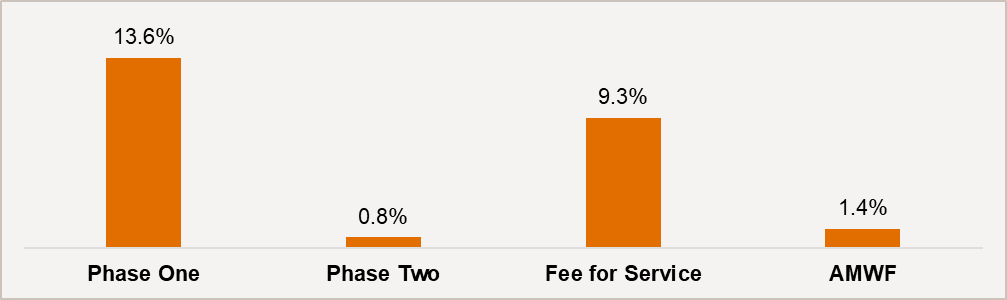 13.6%
9.3%
0.8%
1.4%
Phase One
Phase Two
Fee for Service
AMWF